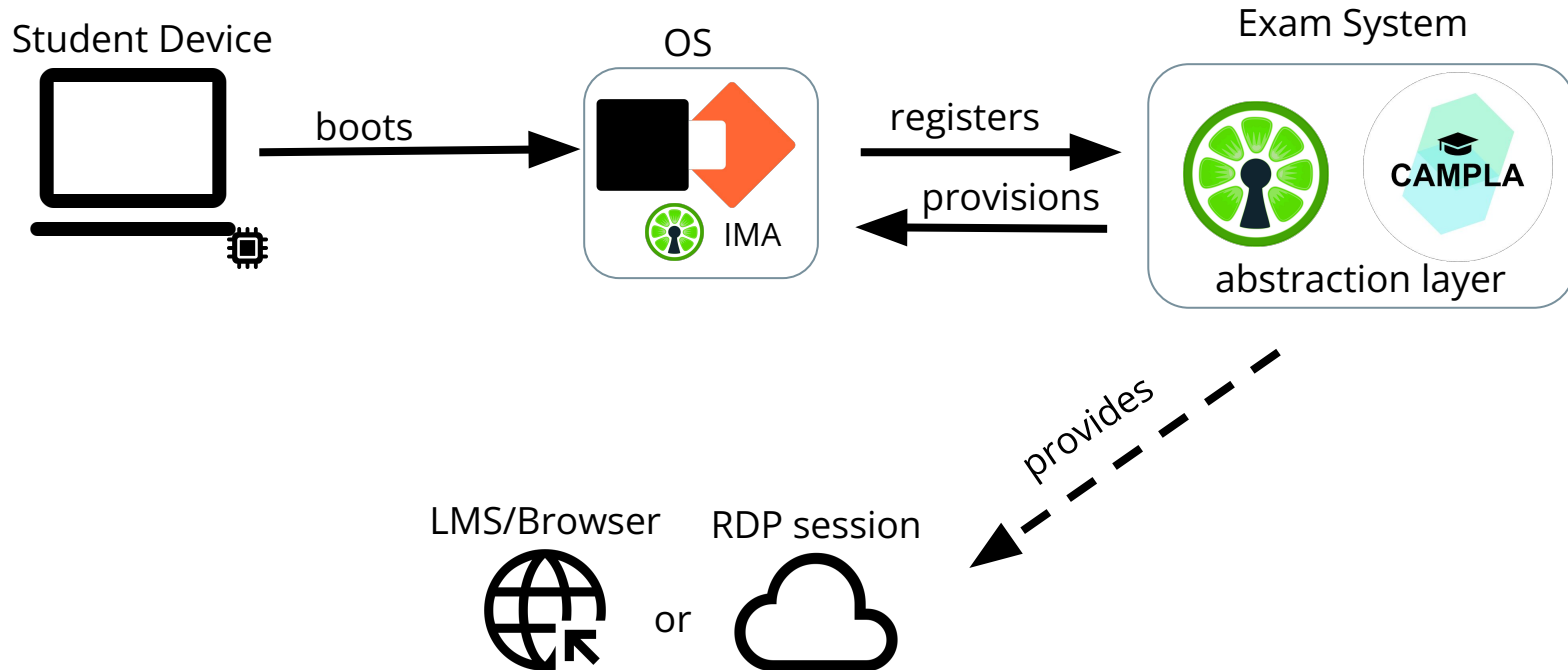 Student Device
OS
Exam System
boots
registers
provisions
CAMPLA
IMA
abstraction layer
provides
LMS/Browser
RDP session
or